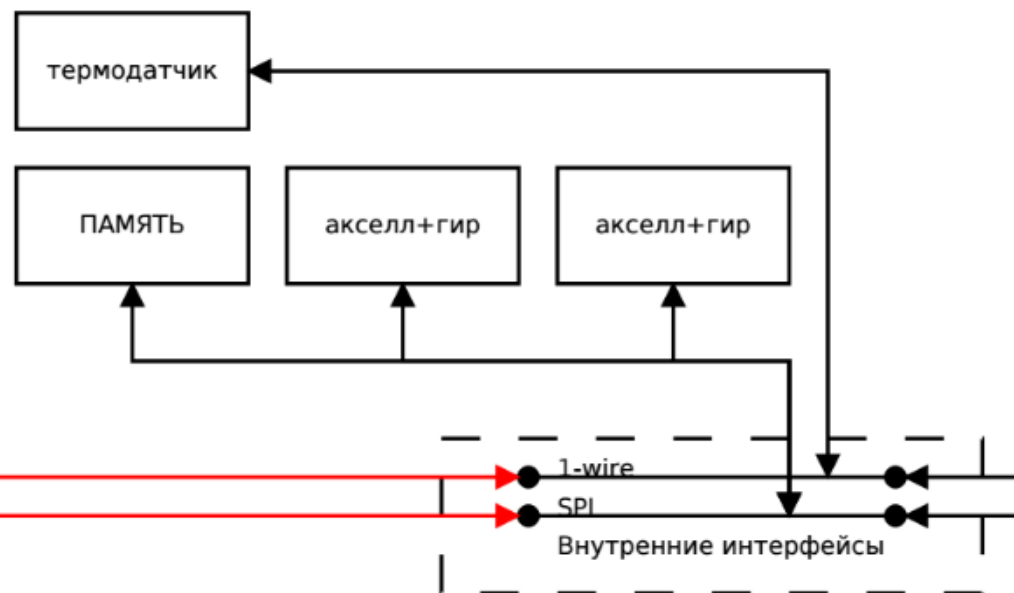 термодатчик
ПАМЯТЬ
акселл+гир
акселл+гир
1-wire
SPI
Внутренние интерфейсы